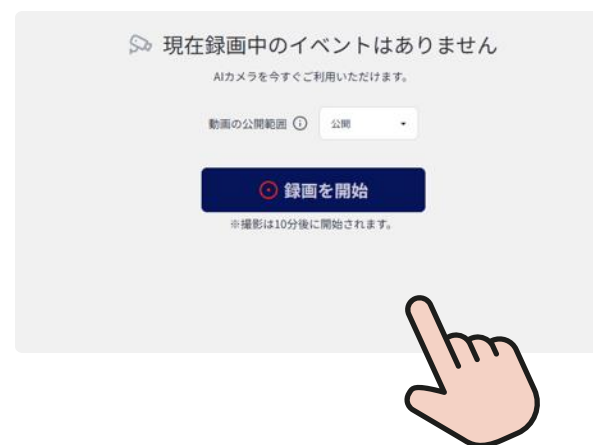 現在録画中のイベントはありません
AIカメラを今すぐご利用いただけます。
動画の公開範囲 公開
録画を開始
※撮影は10分後に開始されます。